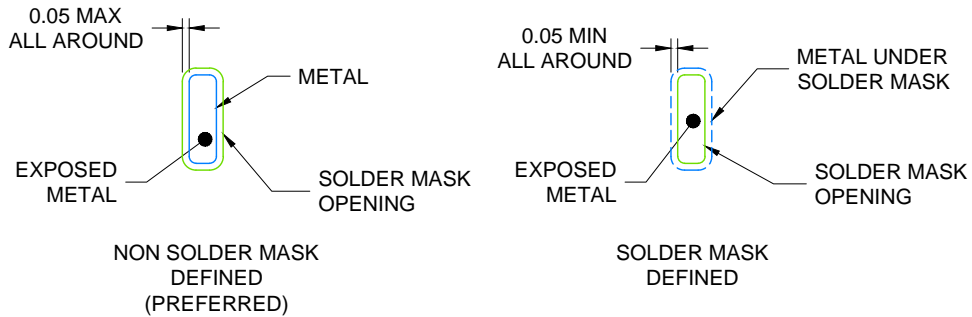 0.05 MAX
ALL AROUND
METAL
EXPOSED
METAL
SOLDER MASK
OPENING
NON SOLDER MASK
DEFINED
(PREFERRED)
0.05 MIN
ALL AROUND
METAL UNDER
SOLDER MASK
EXPOSED
METAL
SOLDER MASK
OPENING
SOLDER MASK
DEFINED